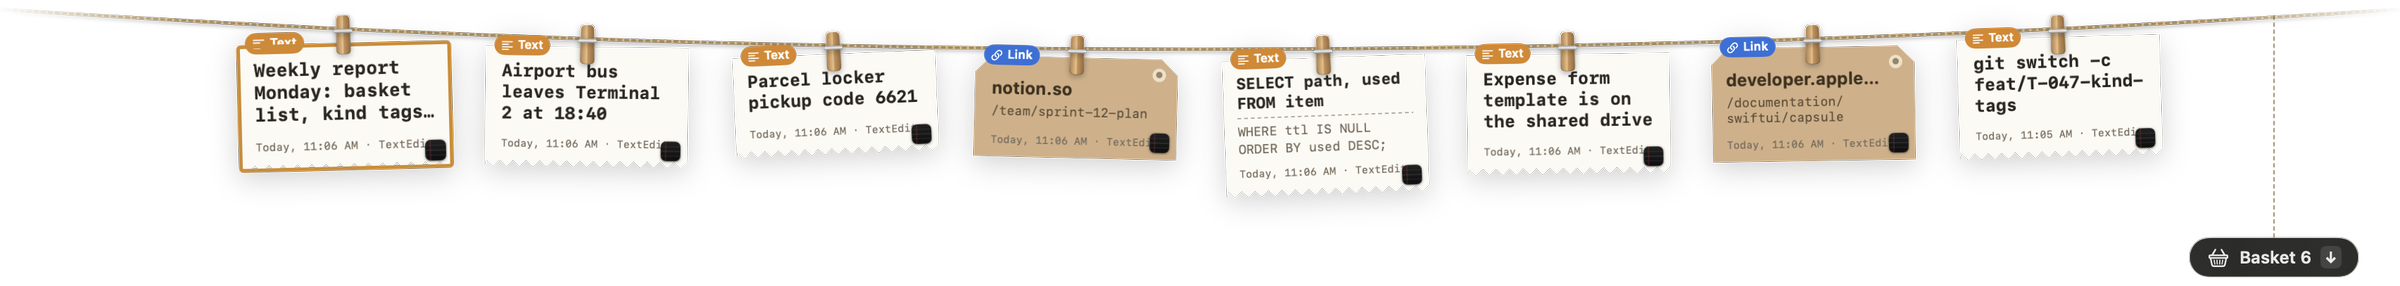 Text
Weekly report
Monday: basket
list, kind tags…
Today, 11:06 AM · TextEdi
Text
Airport bus
leaves Terminal
2 at 18:40
Today, 11:06 AM · TextEdi
Text
Parcel locker
pickup code 6621
Today, 11:06 AM · TextEdi
Link
notion.so
/team/sprint-12-plan
Today, 11:06 AM · TextEdi
Text
SELECT path, used
FROM item
WHERE ttl IS NULL
ORDER BY used DESC;
Today, 11:06 AM · TextEdi
Text
Expense form
template is on
the shared drive
Today, 11:06 AM · TextEdi
Link
developer.apple...
/documentation/
swiftui/capsule
Today, 11:06 AM · TextEdi
Text
git switch -c
feat/T-047-kind-
tags
Today, 11:05 AM · TextEdi
Basket 6